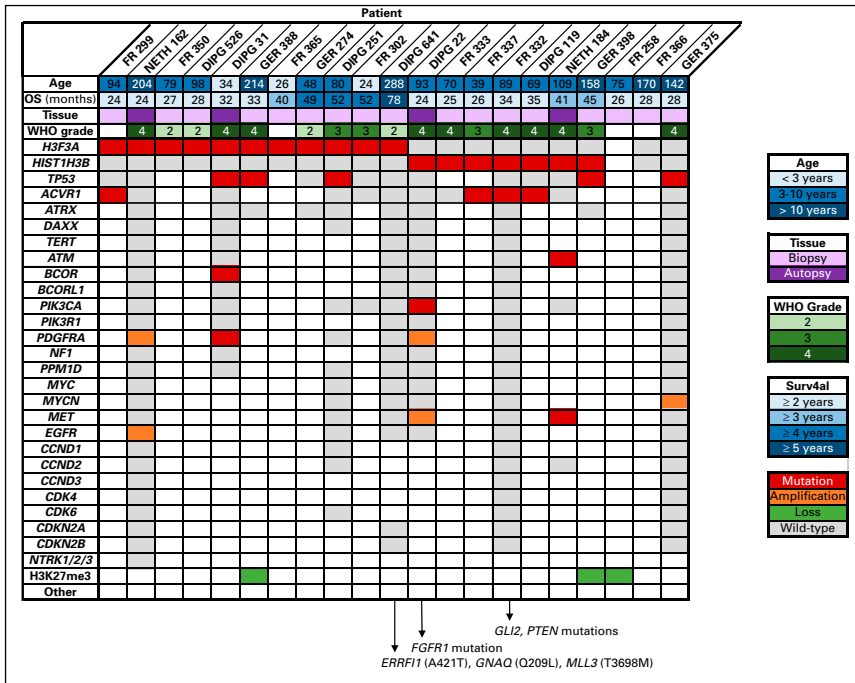 Patient
FR 299 NETH 162 FR 350 DIPG 526 DIPG 31 GER 388 FR 365 GER 274 DIPG 251 FR 302 DIPG 641 DIPG 22 FR 333 FR 337 FR 332 DIPG 119 NETH 184 GER 398 FR 258 FR 366 GER 375
Age 94 204 79 98 34 214 26 48 80 24 288 93 70 39 89 69 109 158 75 170 142
OS (months) 24 24 27 28 32 33 40 49 52 52 78 24 25 26 34 35 41 45 26 28 28
Tissue
WHO grade 4 2 2 4 4 2 3 3 2 4 4 3 4 4 4 3 4
H3F3A
HIST1H3B
TP53
ACVR1
ATRX
DAXX
TERT
ATM
BCOR
BCORL1
PIK3CA
PIK3R1
PDGFRA
NF1
PPM1D
MYC
MYCN
MET
EGFR
CCND1
CCND2
CCND3
CDK4
CDK6
CDKN2A
CDKN2B
NTRK1/2/3
H3K27me3
Other
GLI2, PTEN mutations
FGFR1 mutation
ERRFI1 (A421T), GNAQ (Q209L), MLL3 (T3698M)
Age
< 3 years
3-10 years
> 10 years
Tissue
Biopsy
Autopsy
WHO Grade
2
3
4
Surv4al
≥ 2 years
≥ 3 years
≥ 4 years
≥ 5 years
Mutation
Amplification
Loss
Wild-type